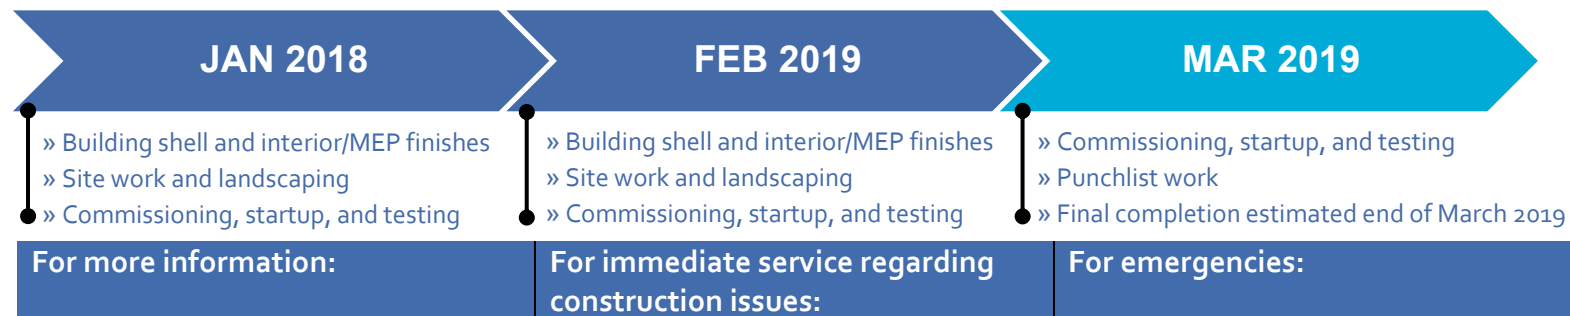 JAN 2018
FEB 2019
MAR 2019
» Building shell and interior/MEP finishes
» Site work and landscaping
» Commissioning, startup, and testing
» Building shell and interior/MEP finishes
» Site work and landscaping
» Commissioning, startup, and testing
» Commissioning, startup, and testing
» Punchlist work
» Final completion estimated end of March 2019
For more information:
For immediate service regarding
construction issues:
For emergencies: